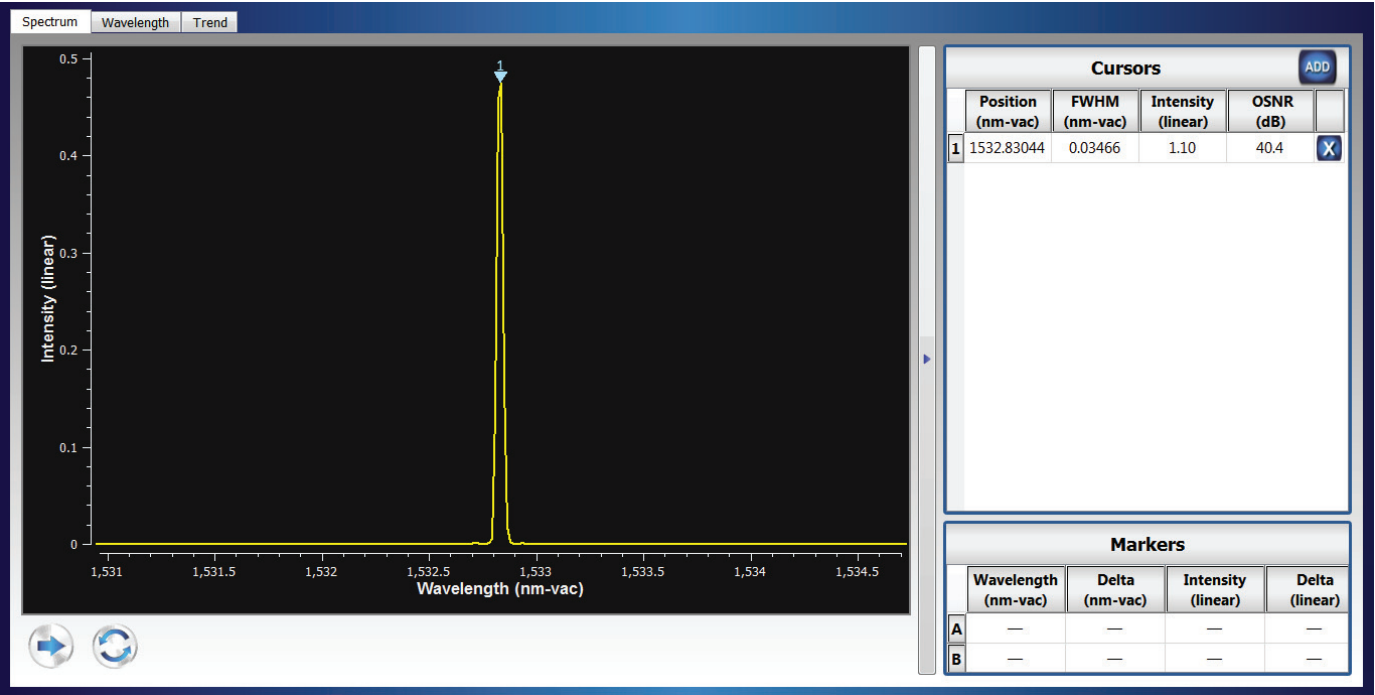 Spectrum Wavelength Trend
0.5
0.4
0.3
0.2
0.1
0
Intensity (linear)
1
1,531 1,531.5 1,532 1,532.5 1,533 1,533.5 1,534 1,534.5
Wavelength (nm-vac)
Cursors ADD
Position FWHM Intensity OSNR
(nm-vac) (nm-vac) (linear) (dB)
1 1532.83044 0.03466 1.10 40.4 X
Markers
Wavelength Delta Intensity Delta
(nm-vac) (nm-vac) (linear) (linear)
A — — — —
B — — — —